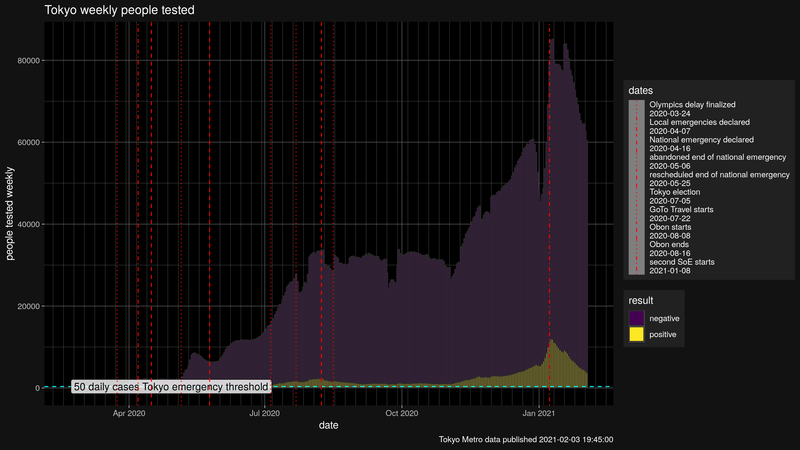 Tokyo weekly people tested
people tested weekly
80000
60000
40000
20000
0
50 daily cases Tokyo emergency threshold
Apr 2020
Jul 2020
Oct 2020
Jan 2021
date
Tokyo Metro data published 2021-02-03 19:45:00
dates
Olympics delay finalized
2020-03-24
Local emergencies declared
2020-04-07
National emergency declared
2020-04-16
abandoned end of national emergency
2020-05-06
rescheduled end of national emergency
2020-05-25
Tokyo election
2020-07-05
GoTo Travel starts
2020-07-22
Obon starts
2020-08-08
Obon ends
2020-08-16
second SoE starts
2021-01-08
result
negative
positive